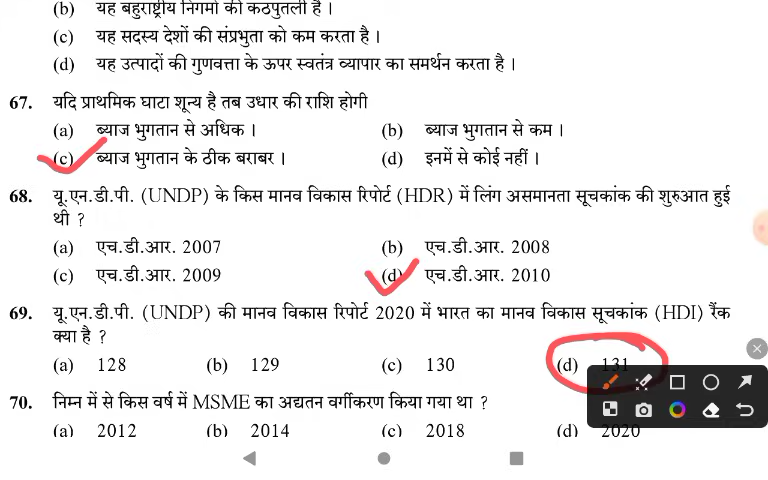 (b) यह बहुराष्ट्रीय निगमों की कठपुतली है ।
(c) यह सदस्य देशों की संप्रभुता को कम करता है ।
(d) यह उत्पादों की गुणवत्ता के ऊपर स्वतंत्र व्यापार का समर्थन करता है ।
67. यदि प्राथमिक घाटा शून्य है तब उधार की राशि होगी
(a) ब्याज भुगतान से अधिक । (b) ब्याज भुगतान से कम ।
(c) ब्याज भुगतान के ठीक बराबर । (d) इनमें से कोई नहीं ।
68. यू.एन.डी.पी. (UNDP) के किस मानव विकास रिपोर्ट (HDR) में लिंग असमानता सूचकांक की शुरुआत हुई
थी ?
(a) एच.डी.आर. 2007 (b) एच.डी.आर. 2008
(c) एच.डी.आर. 2009 (d) एच.डी.आर. 2010
69. यू.एन.डी.पी. (UNDP) की मानव विकास रिपोर्ट 2020 में भारत का मानव विकास सूचकांक (HDI) रैंक
क्या है ?
(a) 128 (b) 129 (c) 130 (d) 131
70. निम्न में से किस वर्ष में MSME का अद्यतन वर्गीकरण किया गया था ?
(a) 2012 (b) 2014 (c) 2018 (d) 2020